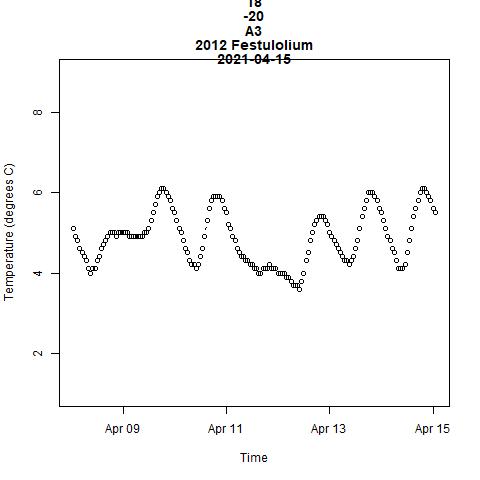 18
-20
A3
2012 Festulolium
2021-04-15
Temperature (degrees C)
8
6
4
2
Apr 09
Apr 11
Apr 13
Apr 15
Time